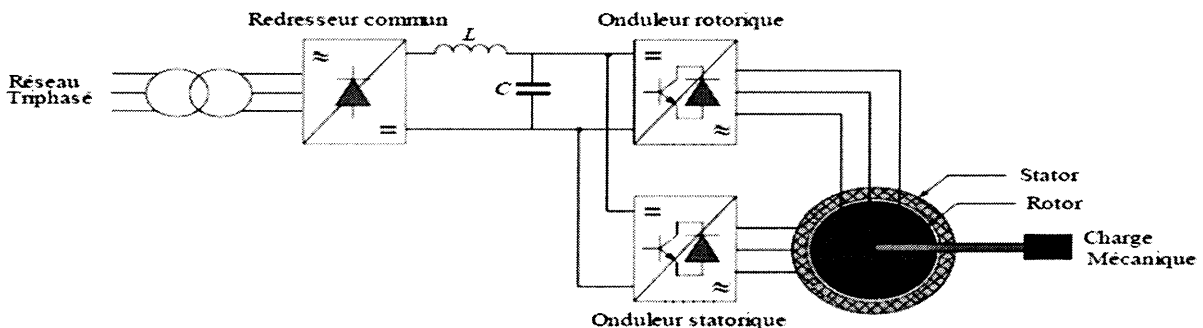 Redresseur commun
Onduleur rotorique
L
≈
=
Réseau
Triphasé
C
=
≈
Stator
Rotor
=
≈
Charge
Mécanique
Onduleur statorique